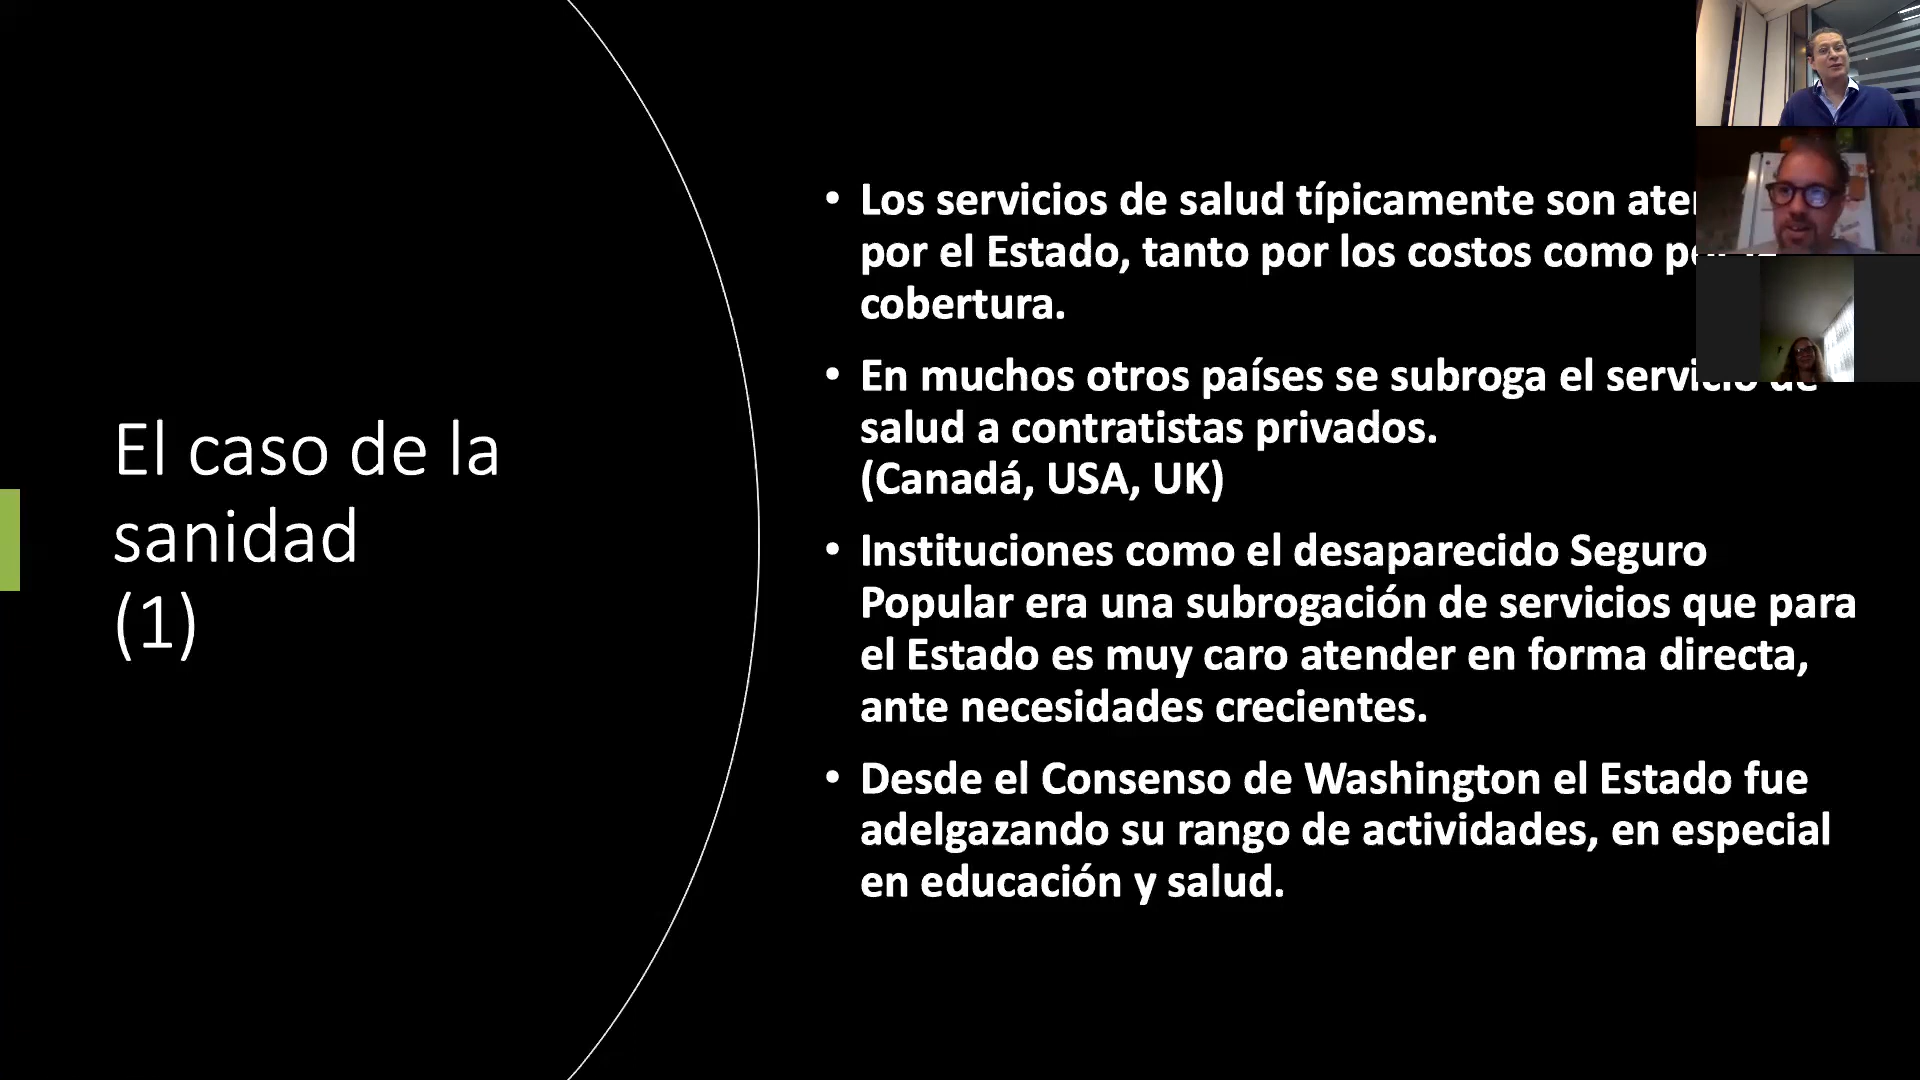 El caso de la
sanidad
(1)
• Los servicios de salud típicamente son
por el Estado, tanto por los costos como
cobertura.
• En muchos otros países se subroga el servicio de
salud a contratistas privados.
(Canadá, USA, UK)
• Instituciones como el desaparecido Seguro
Popular era una subrogación de servicios que para
el Estado es muy caro atender en forma directa,
ante necesidades crecientes.
• Desde el Consenso de Washington el Estado fue
adelgazando su rango de actividades, en especial
en educación y salud.